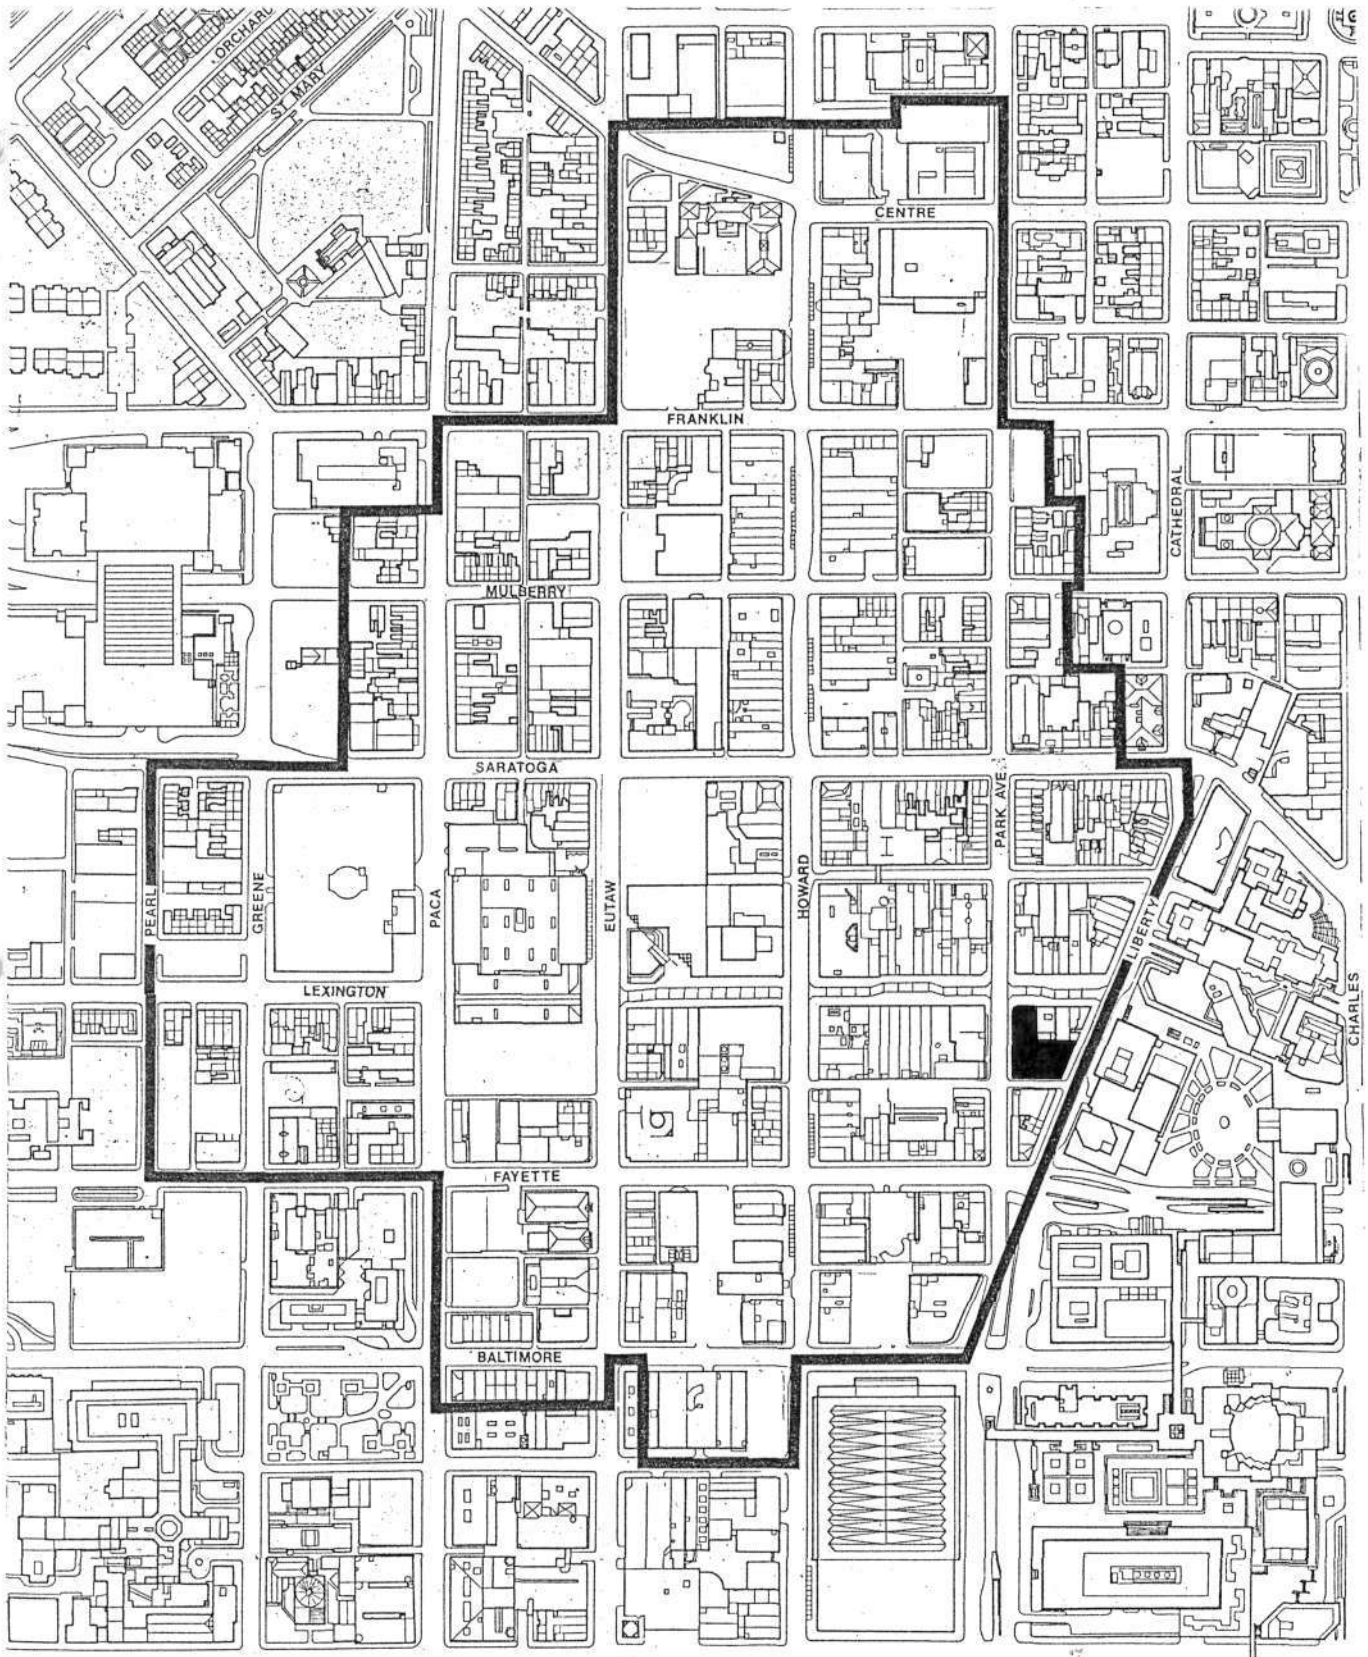 ORCHARD
ST MARY
CENTRE
FRANKLIN
CATHEDRAL
MULBERRY
SARATOGA
PARK AVE.
PEARL
GREENE
PACA
EUTAW
HOWARD
LIBERTY
LEXINGTON
CHARLES
FAYETTE
BALTIMORE